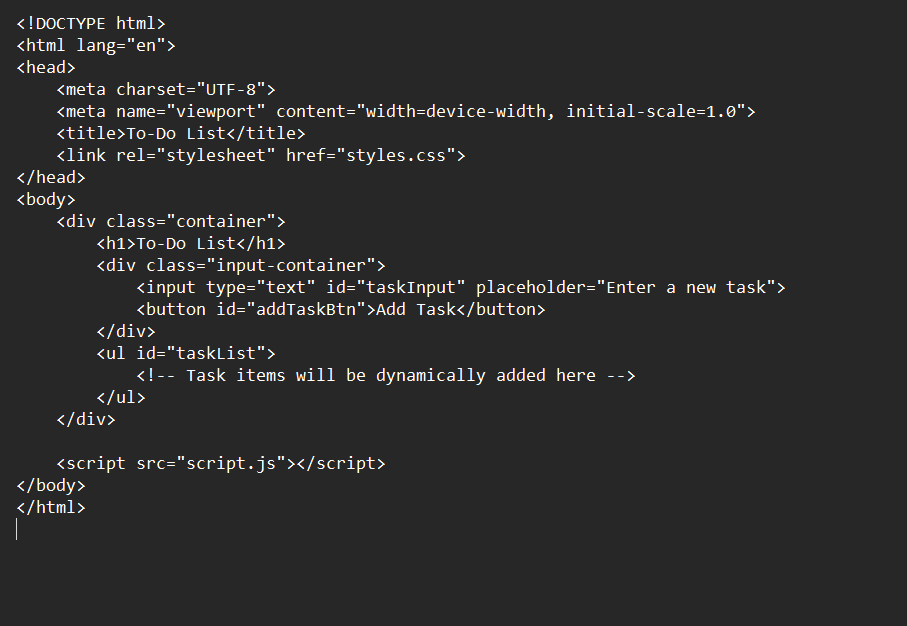 <!DOCTYPE html>
<html lang="en">
<head>
    <meta charset="UTF-8">
    <meta name="viewport" content="width=device-width, initial-scale=1.0">
    <title>To-Do List</title>
    <link rel="stylesheet" href="styles.css">
</head>
<body>
    <div class="container">
        <h1>To-Do List</h1>
        <div class="input-container">
            <input type="text" id="taskInput" placeholder="Enter a new task">
            <button id="addTaskBtn">Add Task</button>
        </div>
        <ul id="taskList">
            <!-- Task items will be dynamically added here -->
        </ul>
    </div>

    <script src="script.js"></script>
</body>
</html>